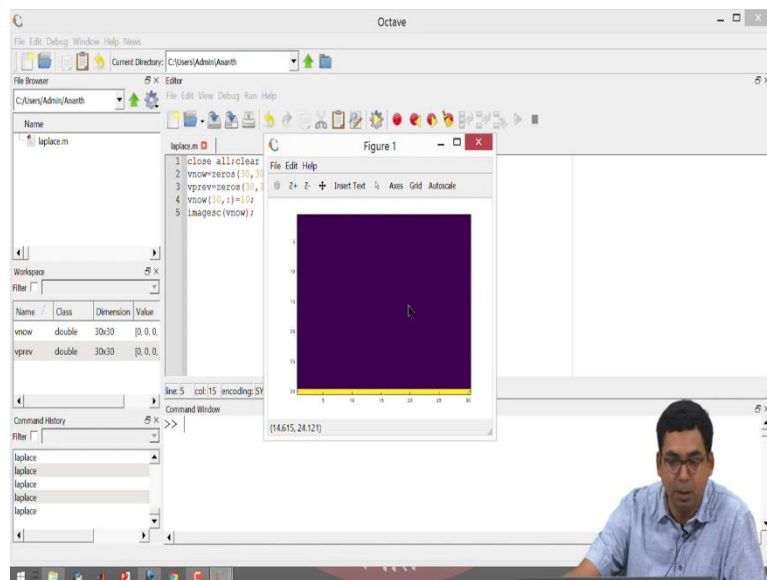 Octave
File Edit Debug Window Help News
Current Directory: C:\Users\Admin\Ananth
File Browser
C:/Users/Admin/Ananth
Name
laplace.m
Workspace
Filter
Name Class Dimension Value
vnow double 30x30 [0, 0, 0,
vprev double 30x30 [0, 0, 0,
Command History
Filter
laplace
laplace
laplace
laplace
laplace
Editor
File Edit View Debug Run Help
laplace.m
1 close all;clear
2 vnow=zeros(30,30
3 vprev=zeros(30,3
4 vnow(30,:)=10;
5 imagesc(vnow);
line: 5 col: 15 encoding: SY
Command Window
>>
Figure 1
File Edit Help
Z+ Z- Insert Text Axes Grid Autoscale
5
10
15
20
25
30
5 10 15 20 25 30
(14.615, 24.121)